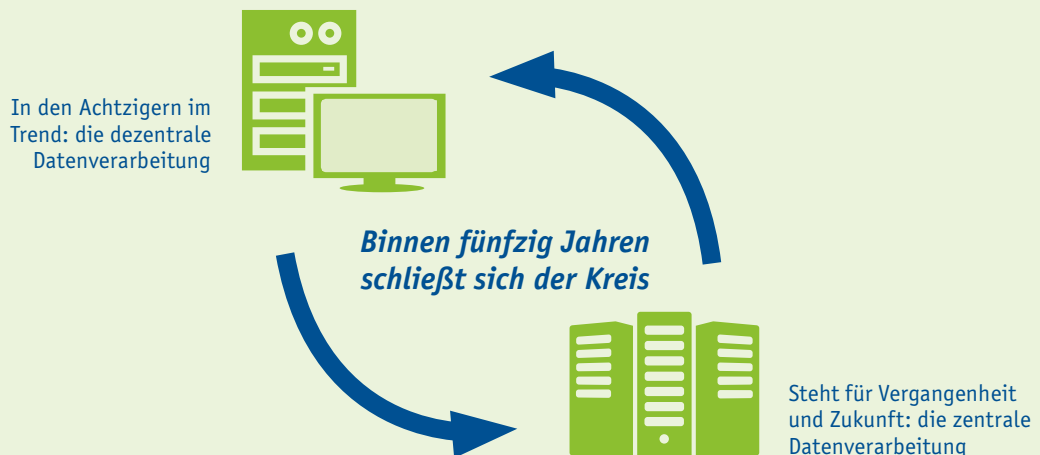 In den Achtzigern im
Trend: die dezentrale
Datenverarbeitung
Binnen fünfzig Jahren
schließt sich der Kreis
Steht für Vergangenheit
und Zukunft: die zentrale
Datenverarbeitung